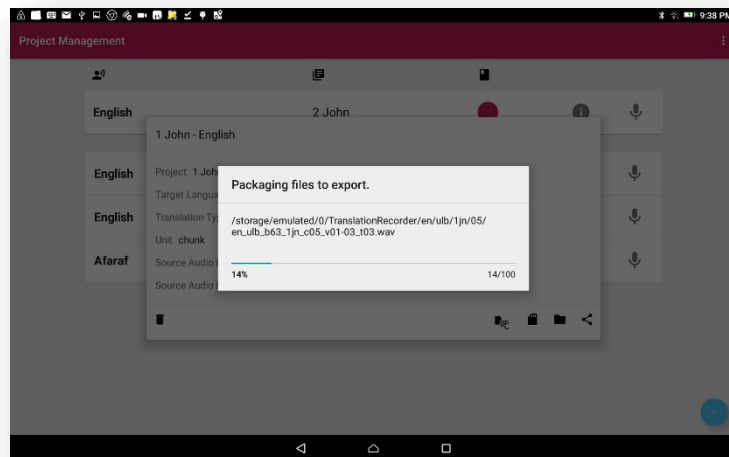 9:38 PM
Project Management
English 2 John
1 John - English
English Project 1 Joh
Packaging files to export.
Target Langua
English Translation Ty
/storage/emulated/0/TranslationRecorder/en/ulb/1jn/05/
en_ulb_b63_1jn_c05_v01-03_t03.wav
Unit chunk
Afaraf Source Audio
14% 14/100
Source Audio